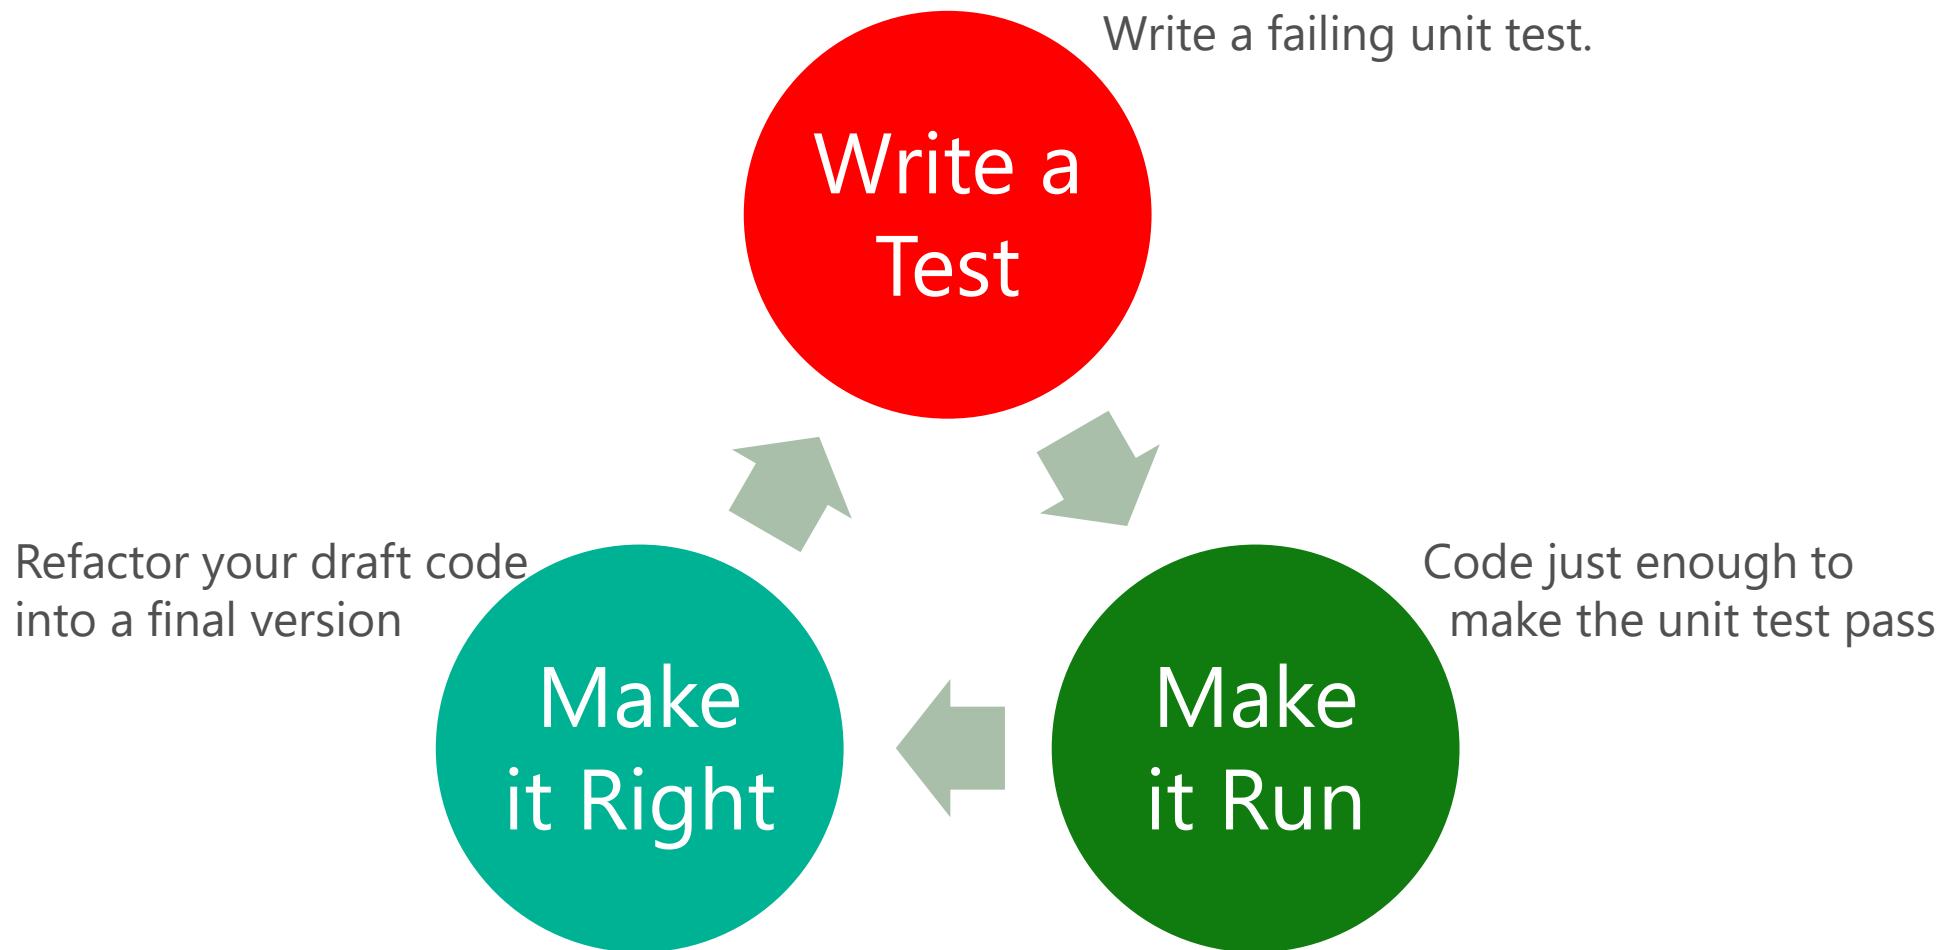 Write a failing unit test.
Write a
Test
Code just enough to
make the unit test pass
Make
it Run
Refactor your draft code
into a final version
Make
it Right